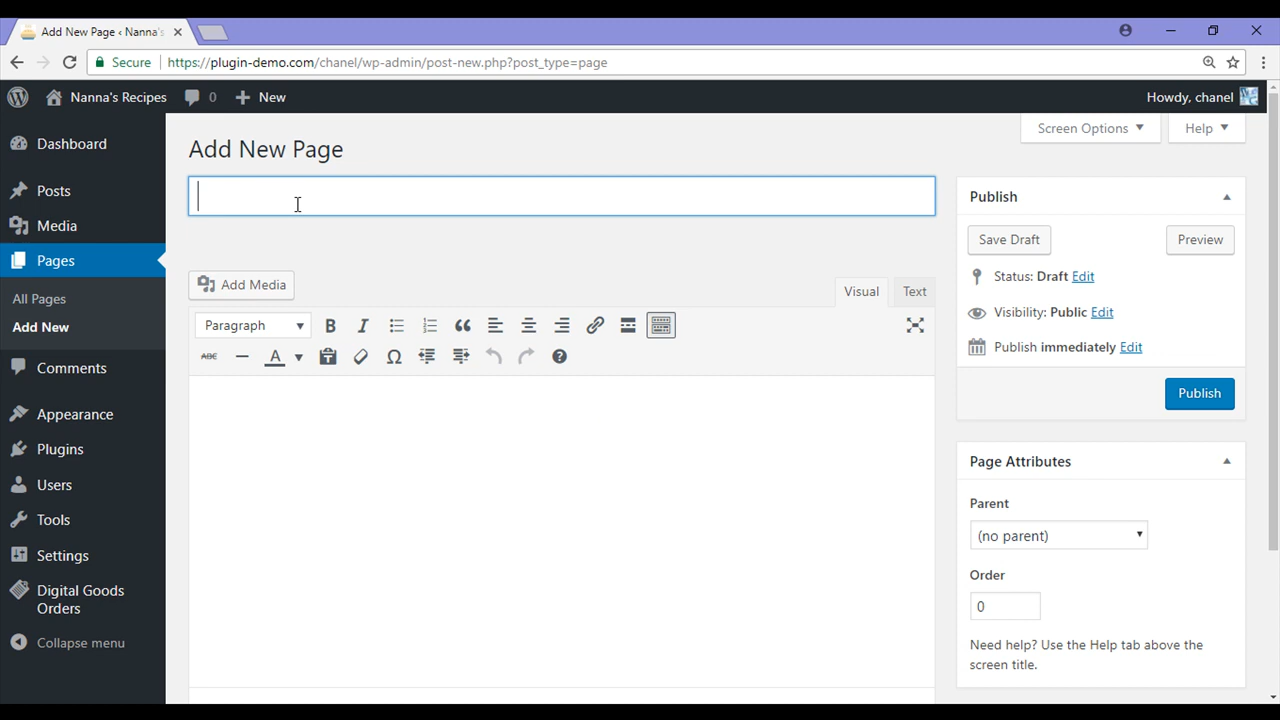 Add New Page ‹ Nanna's
Secure
https://plugin-demo.com/chanel/wp-admin/post-new.php?post_type=page
Nanna's Recipes
0
New
Howdy, chanel
Dashboard
Posts
Media
Pages
All Pages
Add New
Comments
Appearance
Plugins
Users
Tools
Settings
Digital Goods
Orders
Collapse menu
Screen Options
Help
Add New Page
Add Media
Visual
Text
Paragraph
B
I
ABC
A
Ω
Publish
Save Draft
Preview
Status: Draft Edit
Visibility: Public Edit
Publish immediately Edit
Publish
Page Attributes
Parent
(no parent)
Order
0
Need help? Use the Help tab above the
screen title.